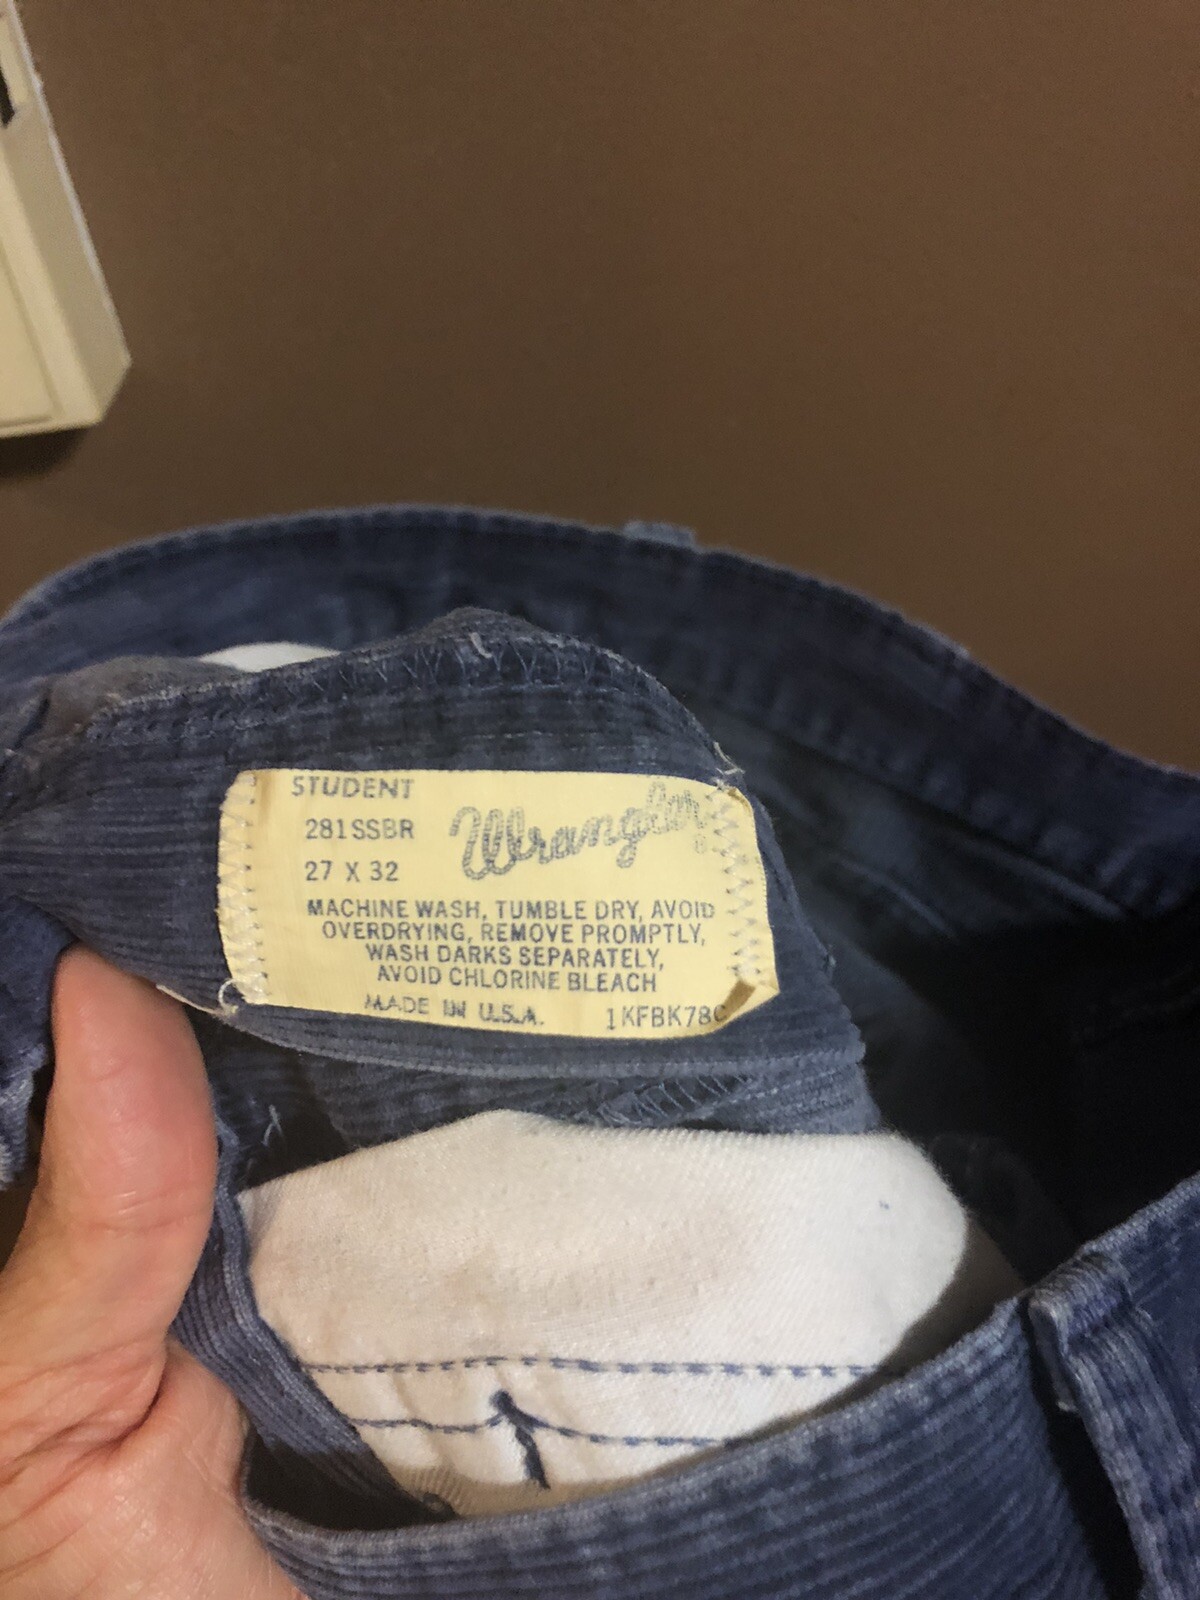 STUDENT
Wrangler
281SSBR
27 X 32
MACHINE WASH, TUMBLE DRY, AVOID
OVERDRYING, REMOVE PROMPTLY,
WASH DARKS SEPARATELY,
AVOID CHLORINE BLEACH
MADE IN U.S.A. 1KFBK78C